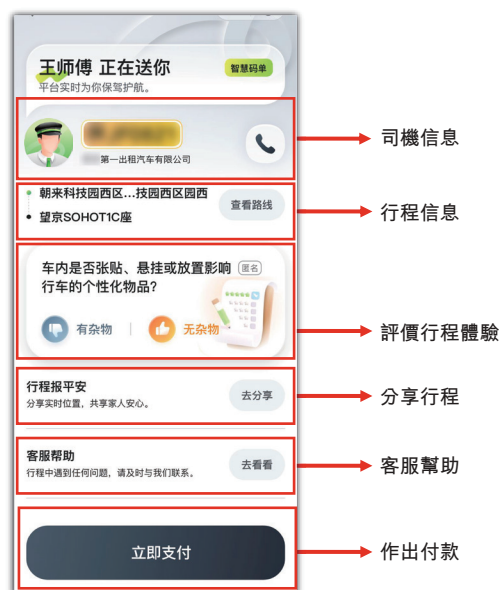 王师傅 正在送你
智慧码单
平台实时为你保驾护航。
第一出租汽车有限公司
司機信息
朝来科技园西区...技园西区园西
望京SOHOT1C座
查看路线
行程信息
车内是否张贴、悬挂或放置影响
行车的个性化物品?
匿名
有杂物
无杂物
評價行程體驗
行程报平安
分享实时位置，共享家人安心。
去分享
分享行程
客服帮助
行程中遇到任何问题，请及时与我们联系。
去看看
客服幫助
立即支付
作出付款